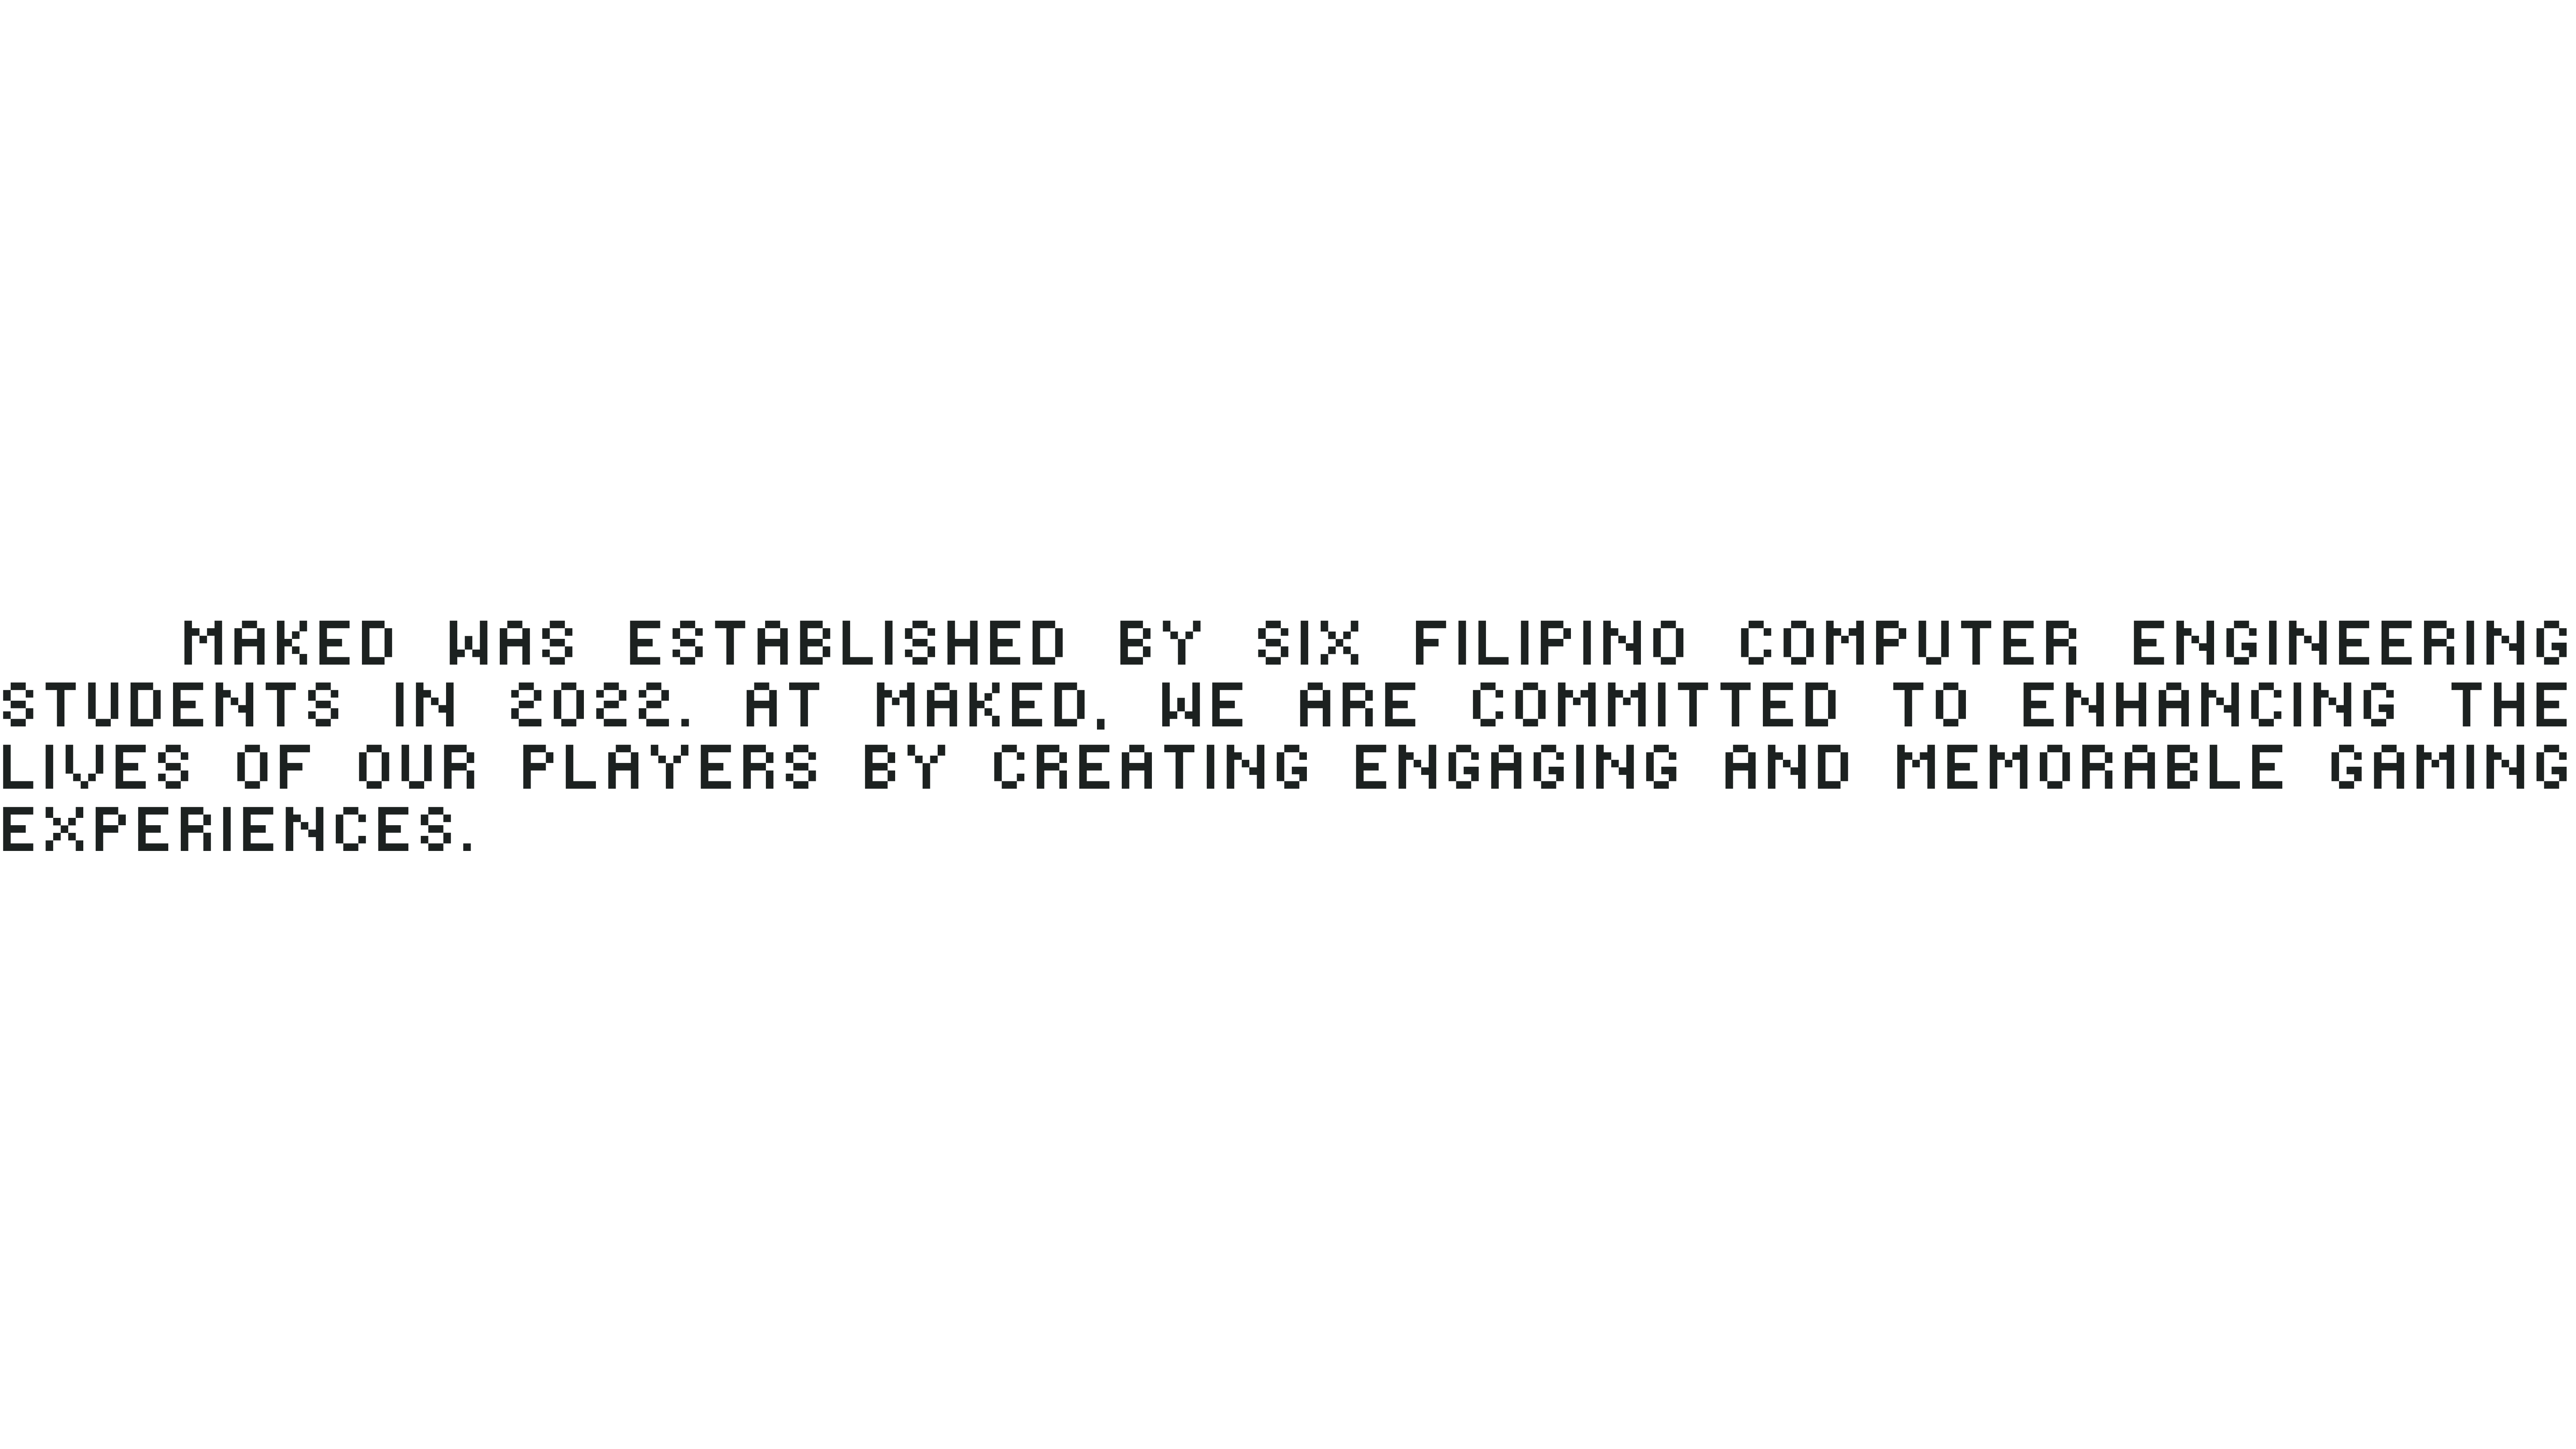 MAKED WAS ESTABLISHED BY SIX FILIPINO COMPUTER ENGINEERING
STUDENTS IN 2022. AT MAKED, WE ARE COMMITTED TO ENHANCING THE
LIVES OF OUR PLAYERS BY CREATING ENGAGING AND MEMORABLE GAMING
EXPERIENCES.